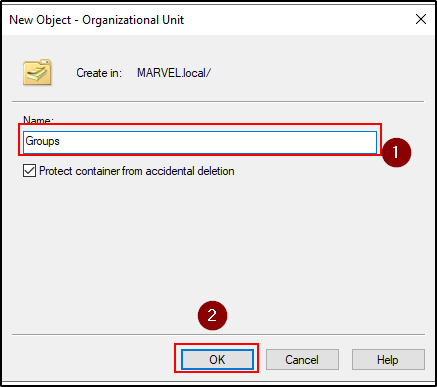 New Object - Organizational Unit
Create in: MARVEL.local/
Name:
Groups
1
Protect container from accidental deletion
2
OK Cancel Help